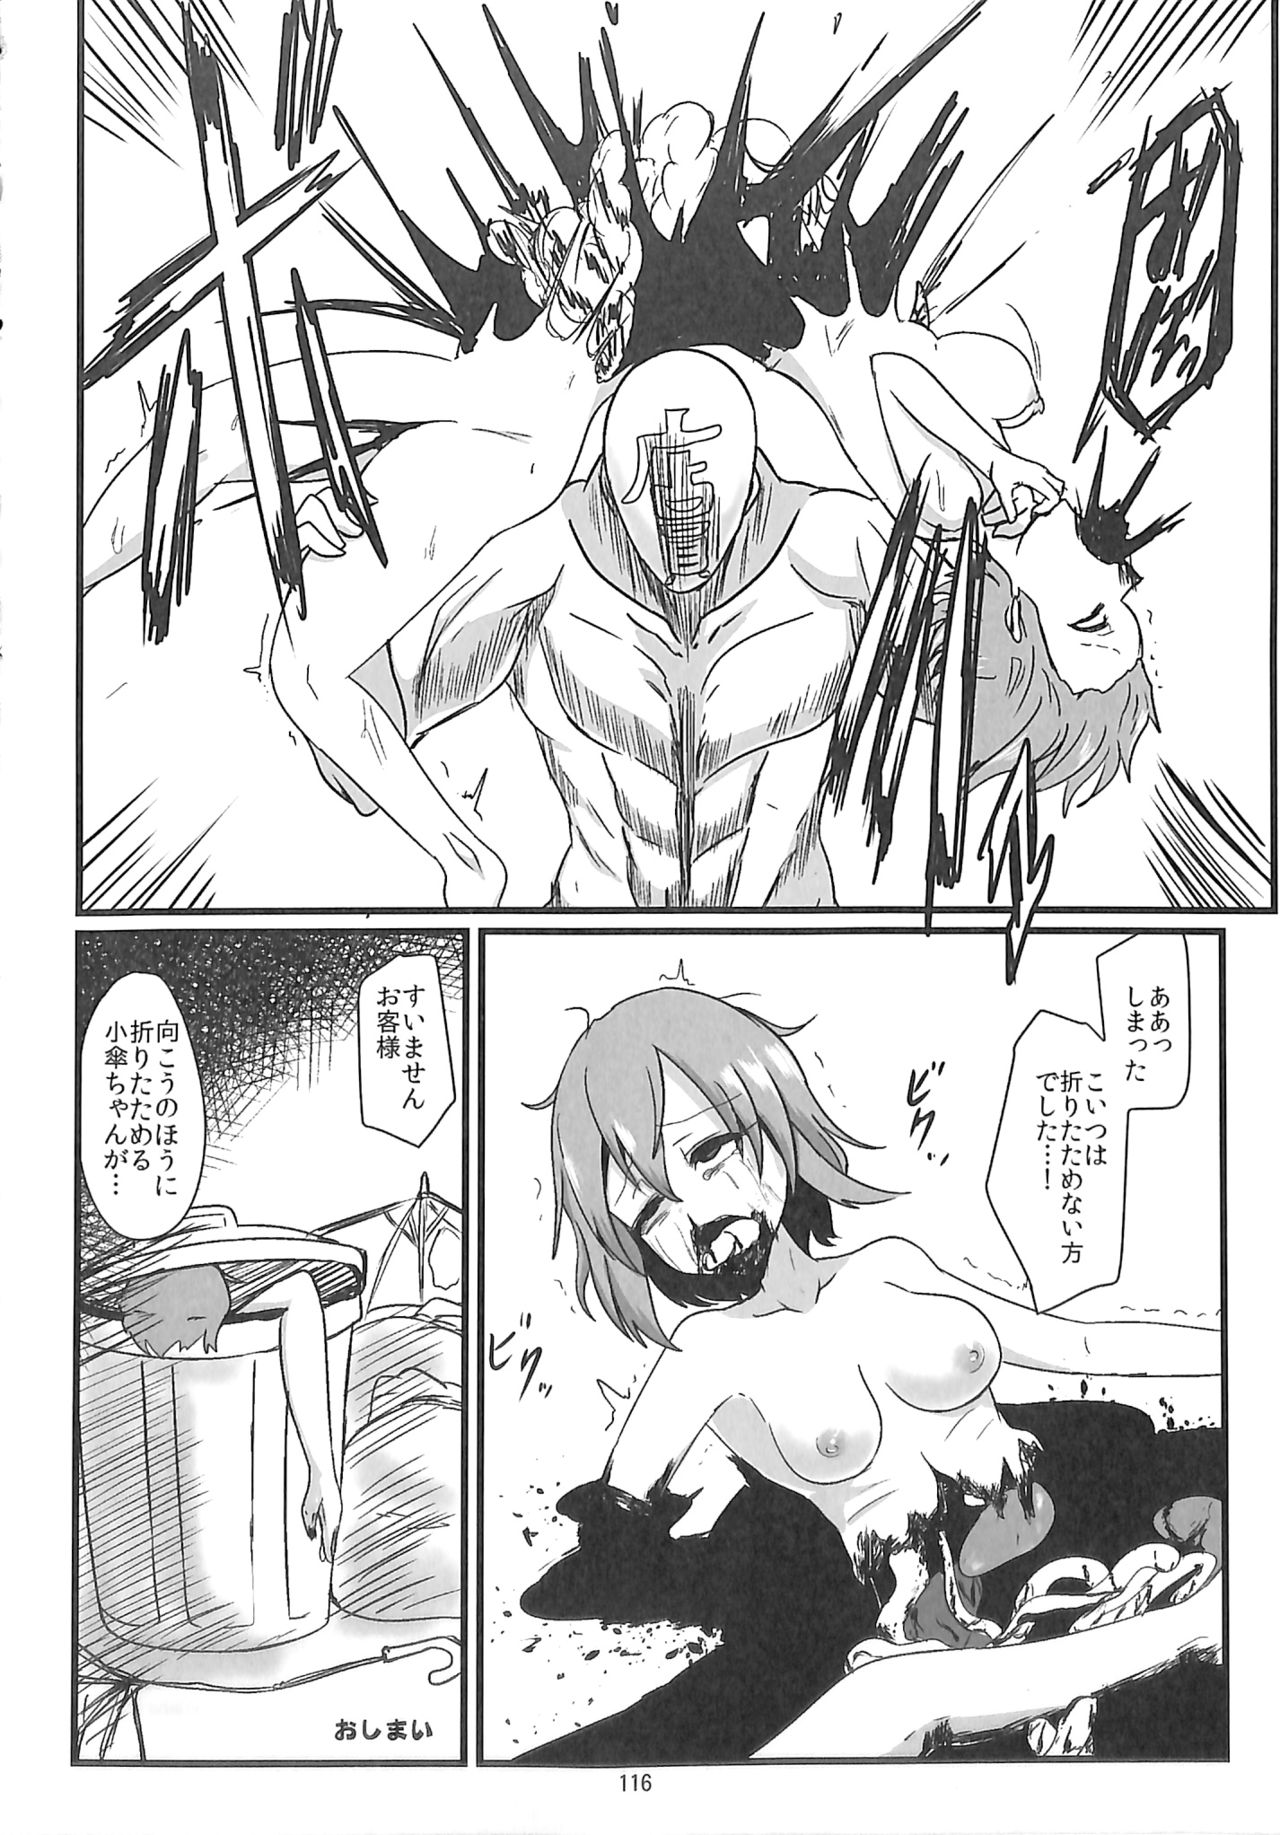 ああっ
しまった
こいつは
折りたためない方
でした…!
ビク
ビク
すいません
お客様
向こうのほうに
折りたためる
小傘ちゃんが…
おしまい
116